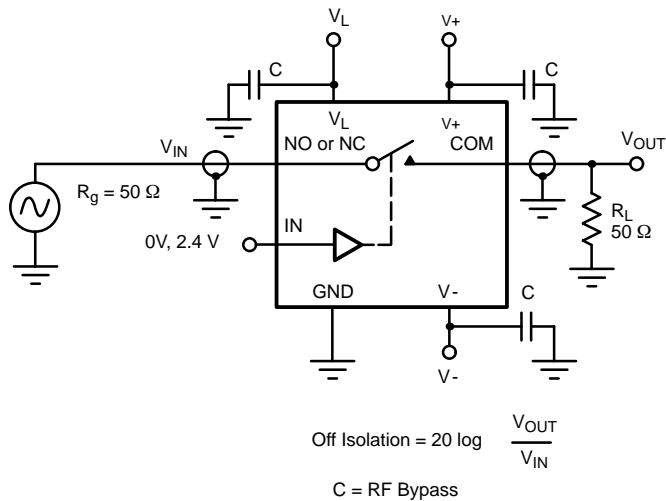 VL
V+
C
C
VL
V+
VIN
NO or NC
COM
VOUT
Rg = 50 Ω
RL
50 Ω
IN
0V, 2.4 V
GND
V-
C
V-
Off Isolation = 20 log VOUT
VIN
C = RF Bypass